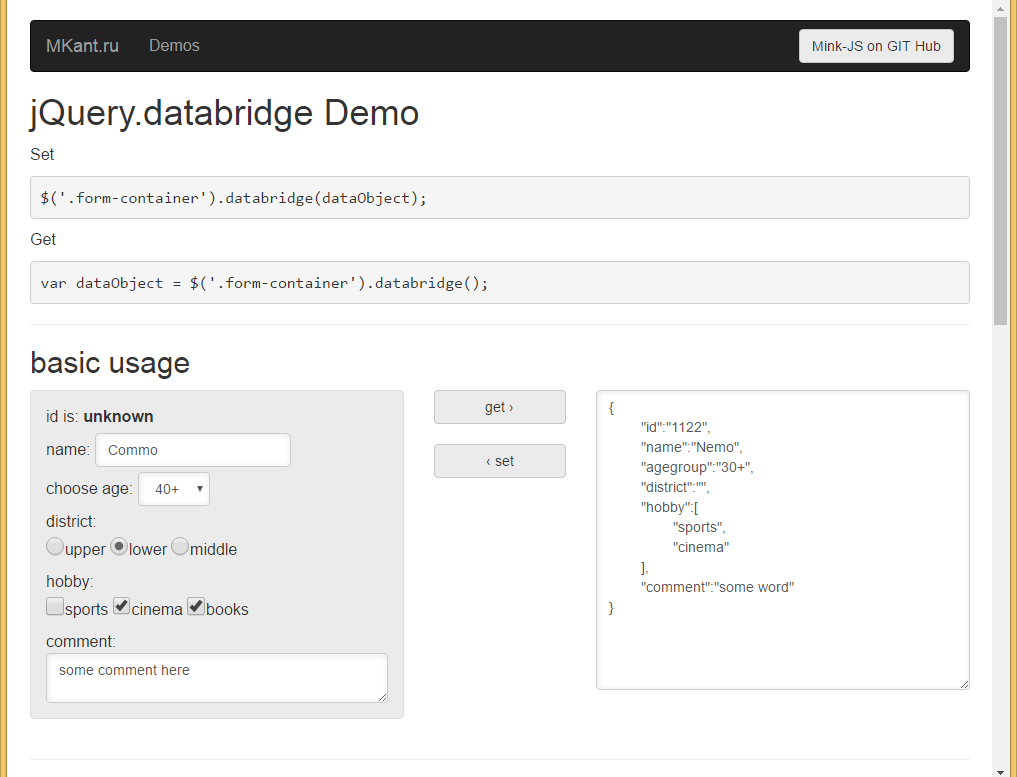 MKant.ru Demos Mink-JS on GIT Hub
jQuery.databridge Demo
Set
$('.form-container').databridge(dataObject);
Get
var dataObject = $('.form-container').databridge();
basic usage
id is: unknown
name: Commo
choose age: 40+
district:
upper lower middle
hobby:
sports cinema books
comment:
some comment here
get ›
‹ set
{
"id":"1122",
"name":"Nemo",
"agegroup":"30+",
"district":"",
"hobby":[
"sports",
"cinema"
],
"comment":"some word"
}